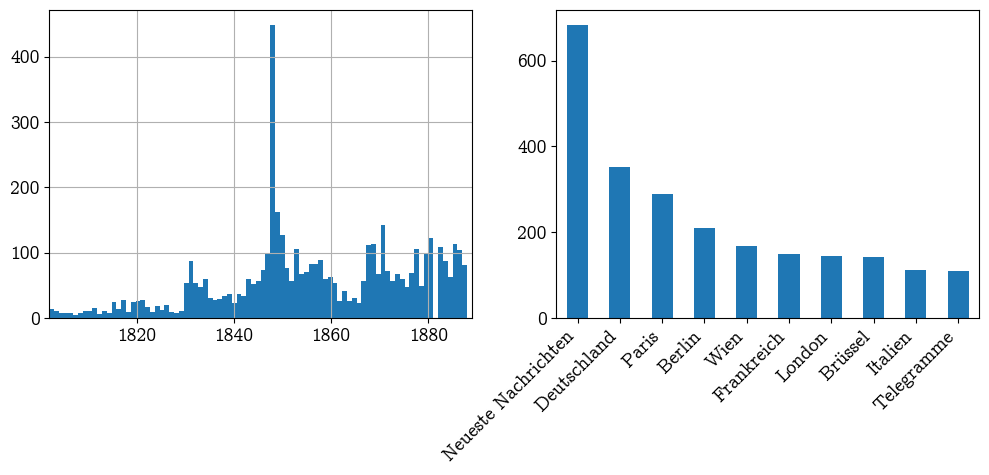 400
300
200
100
0
1820 1840 1860 1880
600
400
200
0
Neueste Nachrichten
Deutschland
Paris
Berlin
Wien
Frankreich
London
Brüssel
Italien
Telegramme